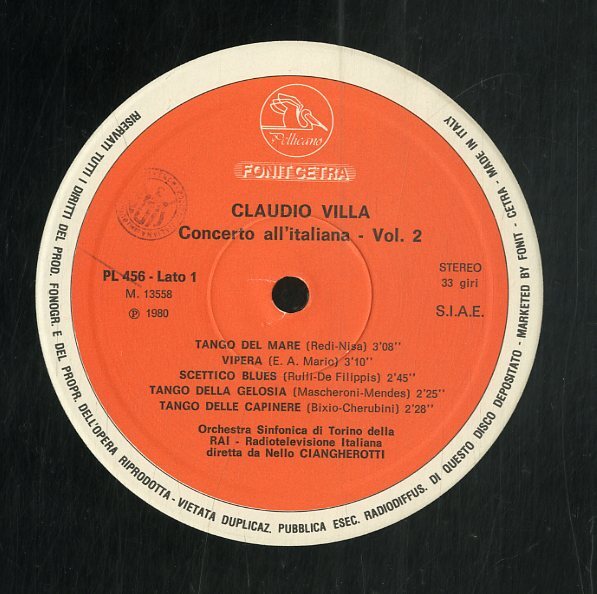 Pellicano
FONIT CETRA
CLAUDIO VILLA
Concerto all'italiana - Vol. 2
PL 456 - Lato 1
M. 13558
℗ 1980
STEREO
33 giri
S.I.A.E.
TANGO DEL MARE (Redi-Nisa) 3'08''
VIPERA (E. A. Mario) 3'10''
SCETTICO BLUES (Rulli-De Filippis) 2'45''
TANGO DELLA GELOSIA (Mascheroni-Mendes) 2'25''
TANGO DELLE CAPINERE (Bixio-Cherubini) 2'28''
Orchestra Sinfonica di Torino della
RAI - Radiotelevisione Italiana
diretta da Nello CIANGHEROTTI
RISERVATI TUTTI I DIRITTI DEL PROD. FONOGR. E DEL PROPR. DELL'OPERA RIPRODOTTA - VIETATA DUPLICAZ. PUBBLICA ESEC. RADIODIFFUS. DI QUESTO DISCO DEPOSITATO - MARKETED BY FONIT - CETRA - MADE IN ITALY